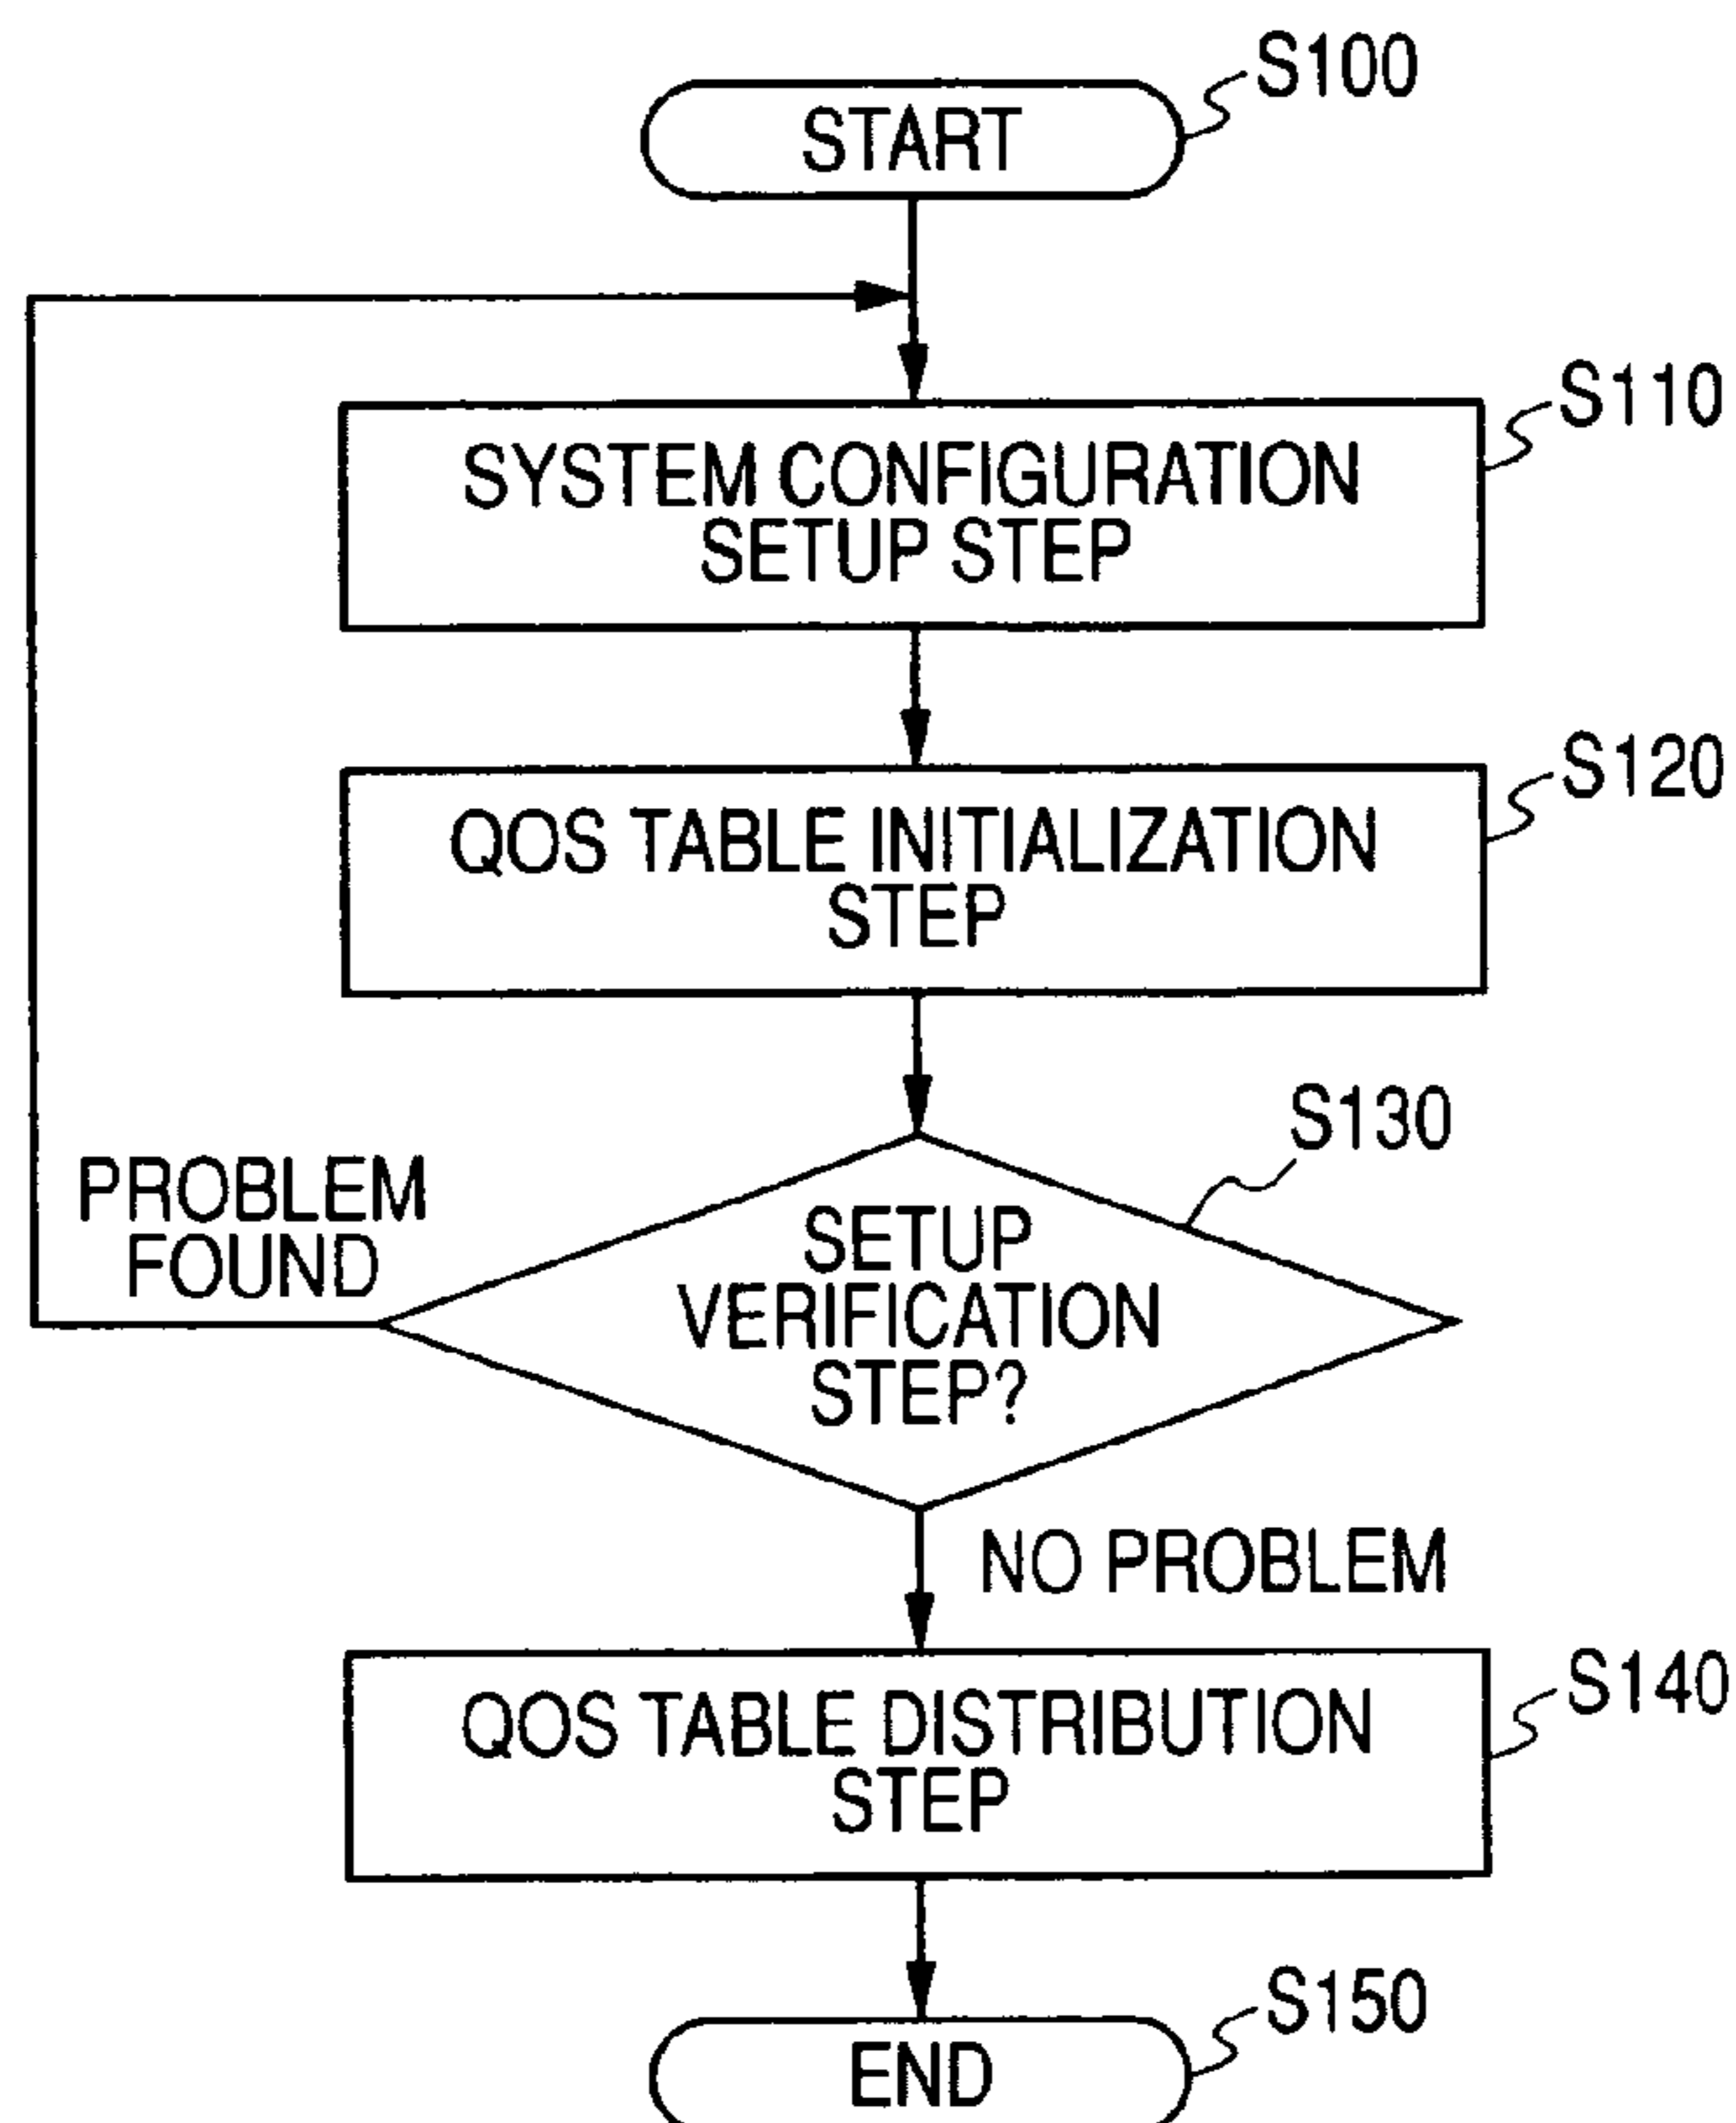 START
S100
SYSTEM CONFIGURATION
SETUP STEP
S110
QOS TABLE INITIALIZATION
STEP
S120
SETUP
VERIFICATION
STEP?
S130
PROBLEM
FOUND
NO PROBLEM
QOS TABLE DISTRIBUTION
STEP
S140
END
S150